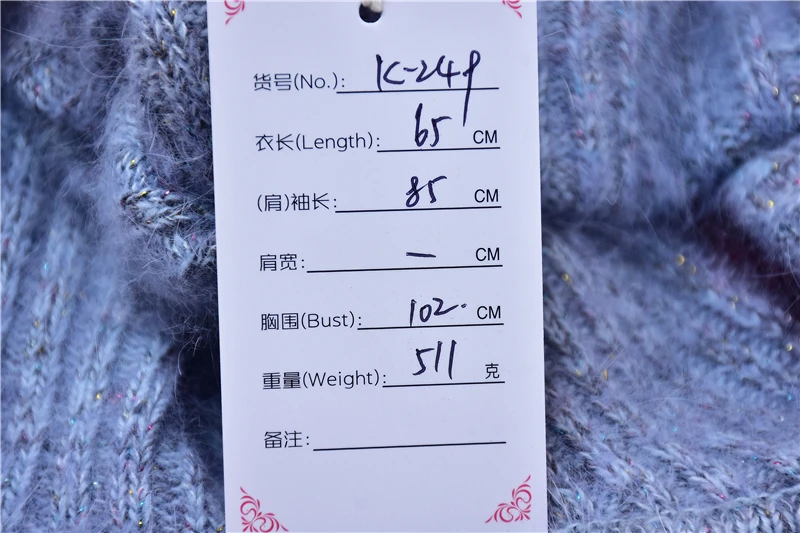 货号(No.): K-249
衣长(Length): 65 CM
(肩)袖长: 85 CM
肩宽: — CM
胸围(Bust): 102. CM
重量(Weight): 511 克
备注: